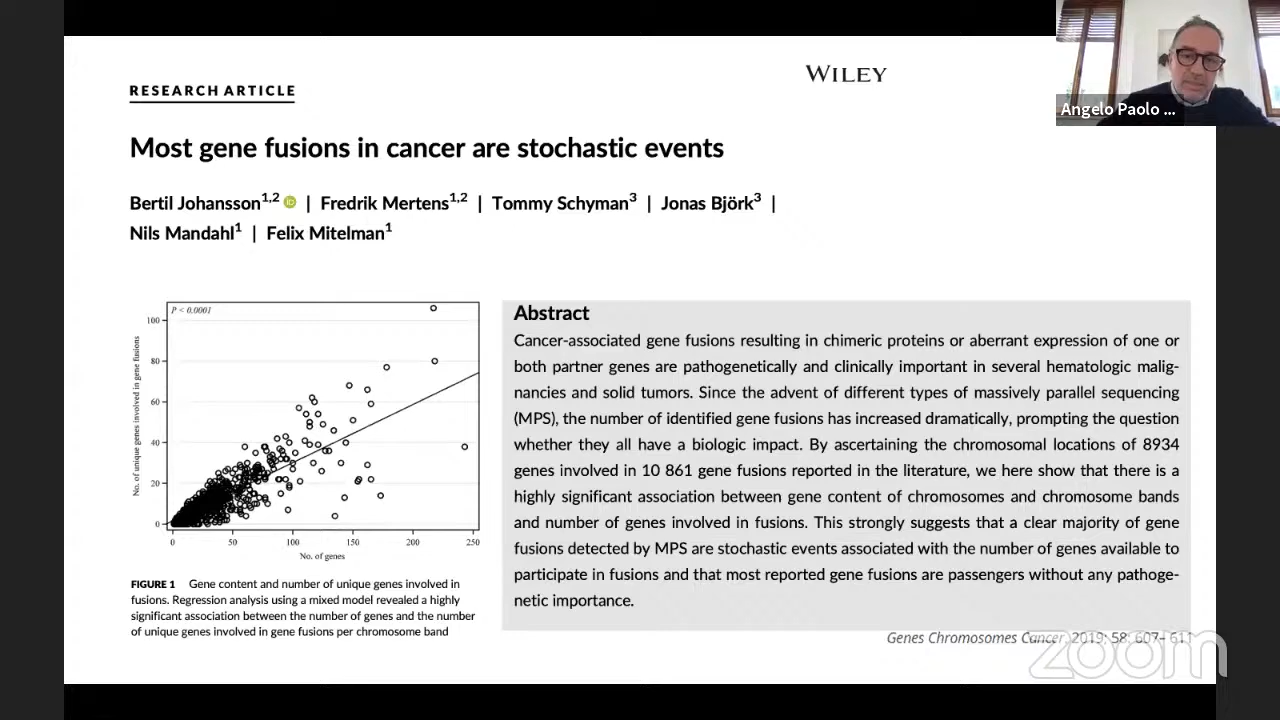 WILEY
RESEARCH ARTICLE
Angelo Paolo ...
Most gene fusions in cancer are stochastic events
Bertil Johansson1,2 iD | Fredrik Mertens1,2 | Tommy Schyman3 | Jonas Björk3 |
Nils Mandahl1 | Felix Mitelman1
P < 0.0001
100
80
60
40
20
0
No. of unique genes involved in gene fusions
0 50 100 150 200 250
No. of genes
FIGURE 1 Gene content and number of unique genes involved in
fusions. Regression analysis using a mixed model revealed a highly
significant association between the number of genes and the number
of unique genes involved in gene fusions per chromosome band
Abstract
Cancer-associated gene fusions resulting in chimeric proteins or aberrant expression of one or
both partner genes are pathogenetically and clinically important in several hematologic malig-
nancies and solid tumors. Since the advent of different types of massively parallel sequencing
(MPS), the number of identified gene fusions has increased dramatically, prompting the question
whether they all have a biologic impact. By ascertaining the chromosomal locations of 8934
genes involved in 10 861 gene fusions reported in the literature, we here show that there is a
highly significant association between gene content of chromosomes and chromosome bands
and number of genes involved in fusions. This strongly suggests that a clear majority of gene
fusions detected by MPS are stochastic events associated with the number of genes available to
participate in fusions and that most reported gene fusions are passengers without any pathoge-
netic importance.
Genes Chromosomes Cancer. 2019; 58: 607– 611
zoom